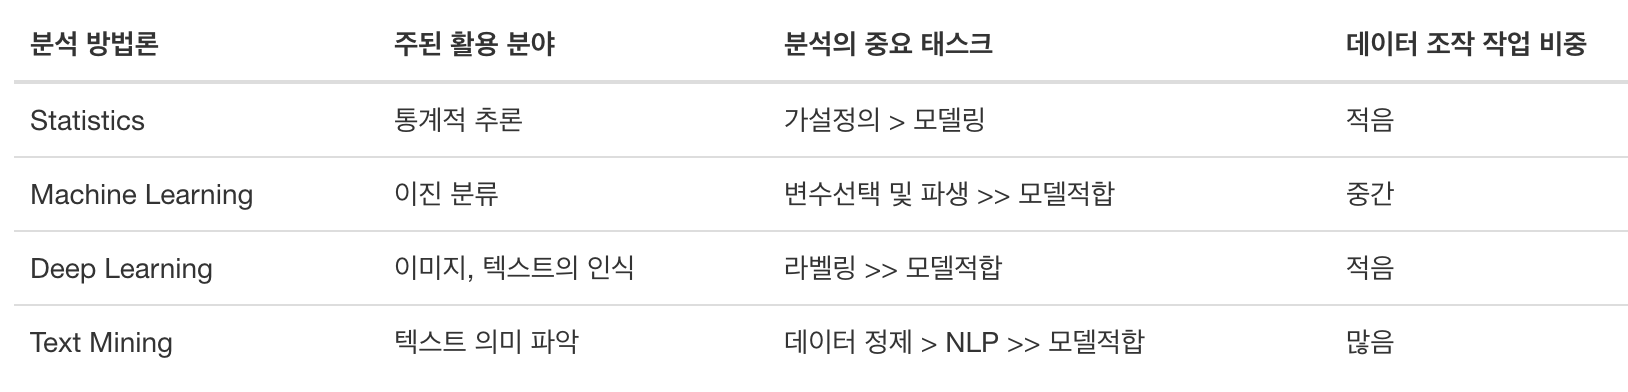 분석 방법론 주된 활용 분야 분석의 중요 태스크 데이터 조작 작업 비중
Statistics 통계적 추론 가설정의 > 모델링 적음
Machine Learning 이진 분류 변수선택 및 파생 >> 모델적합 중간
Deep Learning 이미지, 텍스트의 인식 라벨링 >> 모델적합 적음
Text Mining 텍스트 의미 파악 데이터 정제 > NLP >> 모델적합 많음